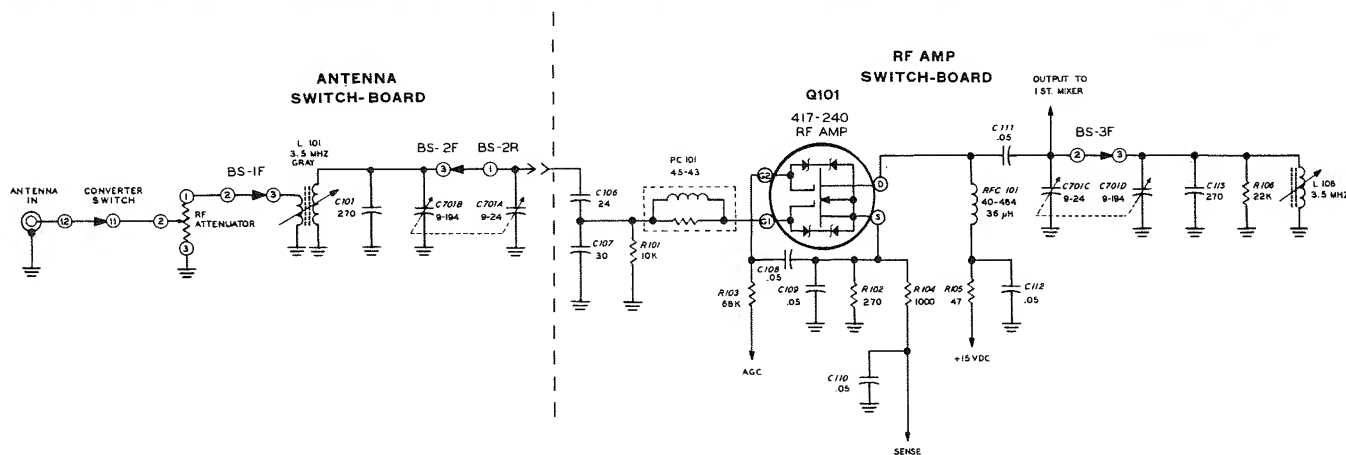 ANTENNA
SWITCH-BOARD
RF AMP
SWITCH-BOARD
ANTENNA
IN
12
CONVERTER
SWITCH
11
2
1
RF
ATTENUATOR
3
BS-1F
2
3
L 101
3.5 MHZ
GRAY
C101
270
BS-2F
3
BS-2R
1
C701B
9-194
C701A
9-24
C106
24
C107
30
R101
10K
PC 101
45-43
Q101
417-240
RF AMP
G2
G1
D
S
R103
68K
AGC
C108
.05
C109
.05
R102
270
R104
1000
C110
.05
SENSE
RFC 101
40-484
36 μH
R105
47
C112
.05
+15 VDC
C111
.05
OUTPUT TO
1 ST. MIXER
BS-3F
2
3
C701C
9-24
C701D
9-194
C113
270
R106
22K
L 108
3.5 MHZ